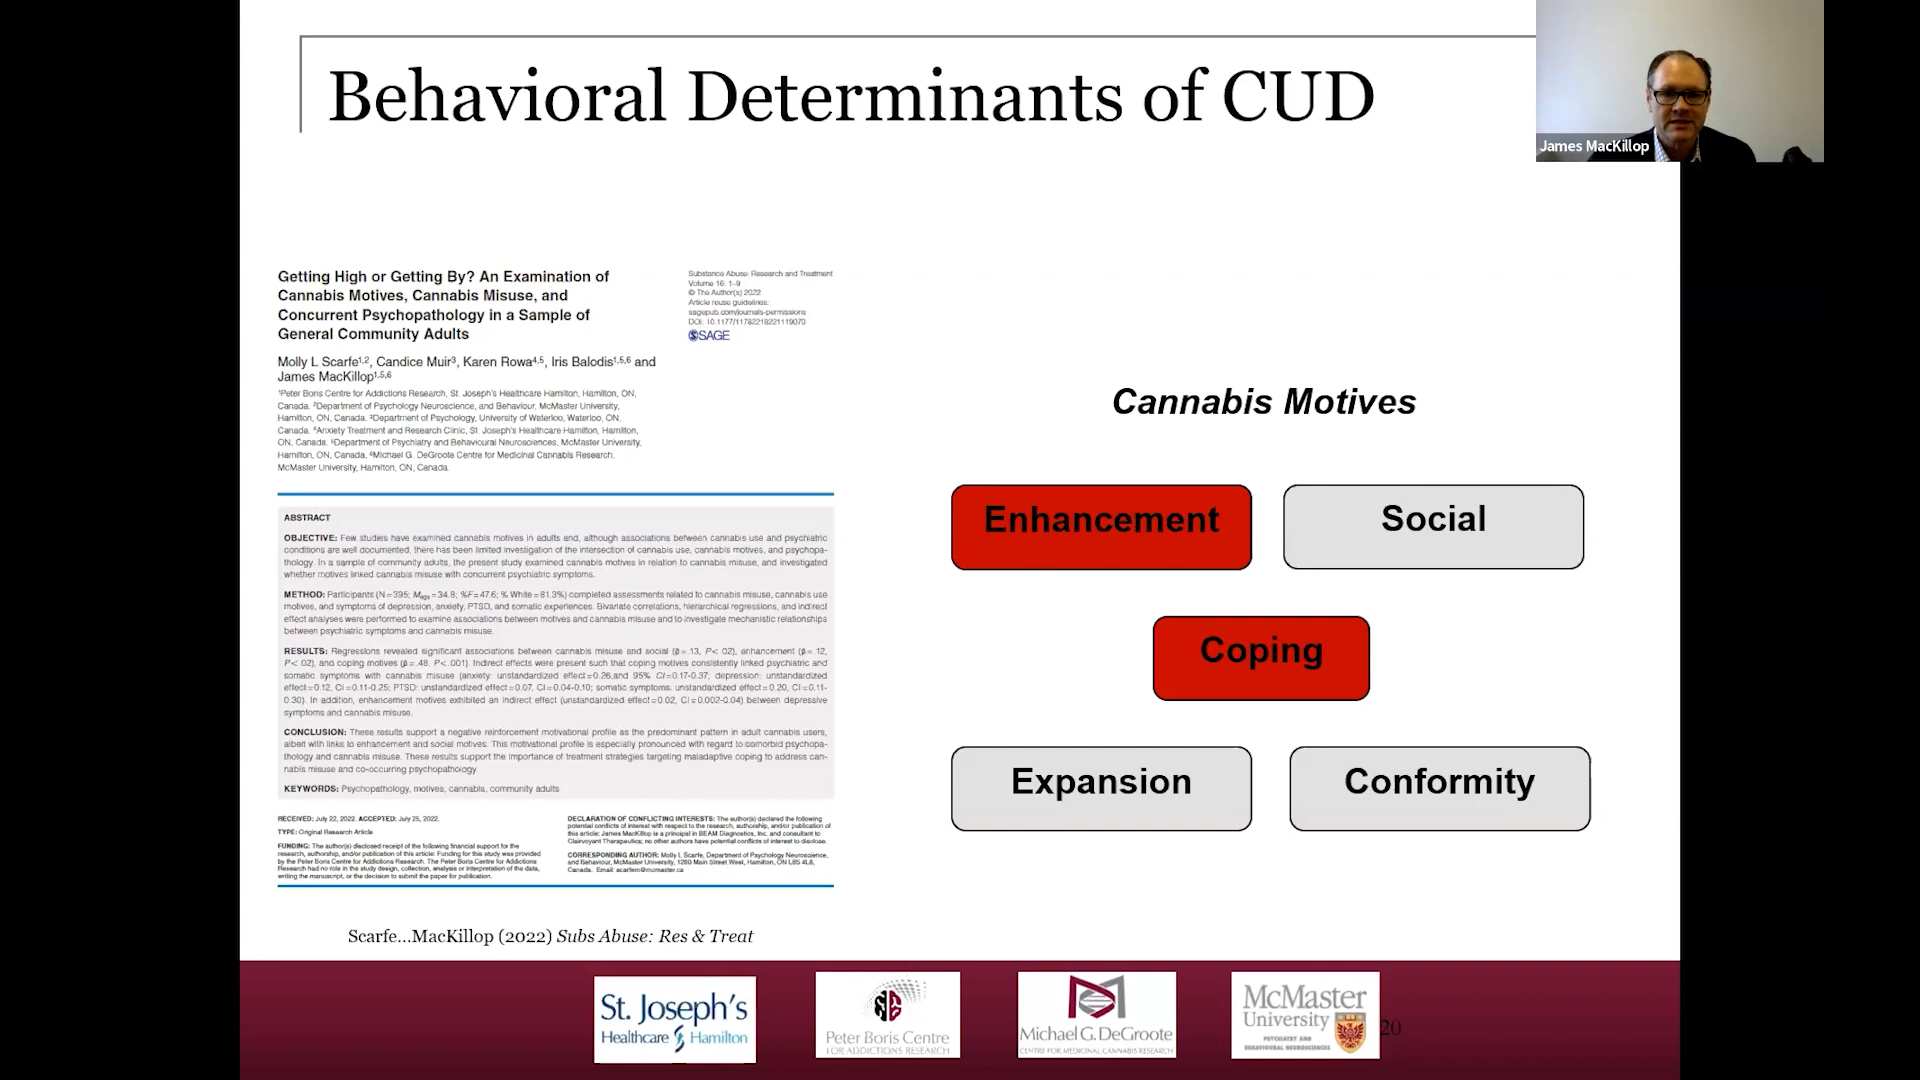 Behavioral Determinants of CUD
James MacKillop
Getting High or Getting By? An Examination of
Cannabis Motives, Cannabis Misuse, and
Concurrent Psychopathology in a Sample of
General Community Adults
Substance Abuse: Research and Treatment
Volume 16: 1–9
© The Author(s) 2022
Article reuse guidelines:
sagepub.com/journals-permissions
DOI: 10.1177/11782218221119070
SAGE
Molly L Scarfe1,2, Candice Muir3, Karen Rowa4,5, Iris Balodis1,5,6 and
James MacKillop1,5,6
1Peter Boris Centre for Addictions Research, St. Joseph's Healthcare Hamilton, Hamilton, ON,
Canada. 2Department of Psychology Neuroscience, and Behaviour, McMaster University,
Hamilton, ON, Canada. 3Department of Psychology, University of Waterloo, Waterloo, ON,
Canada. 4Anxiety Treatment and Research Clinic, St. Joseph's Healthcare Hamilton, Hamilton,
ON, Canada. 5Department of Psychiatry and Behavioural Neurosciences, McMaster University,
Hamilton, ON, Canada. 6Michael G. DeGroote Centre for Medicinal Cannabis Research,
McMaster University, Hamilton, ON, Canada.
ABSTRACT
OBJECTIVE: Few studies have examined cannabis motives in adults and, although associations between cannabis use and psychiatric
conditions are well documented, there has been limited investigation of the intersection of cannabis use, cannabis motives, and psychopa-
thology. In a sample of community adults, the present study examined cannabis motives in relation to cannabis misuse, and investigated
whether motives linked cannabis misuse with concurrent psychiatric symptoms.
METHOD: Participants (N=395; Mage=34.8; %F=47.6; % White=81.3%) completed assessments related to cannabis misuse, cannabis use
motives, and symptoms of depression, anxiety, PTSD, and somatic experiences. Bivariate correlations, hierarchical regressions, and indirect
effect analyses were performed to examine associations between motives and cannabis misuse and to investigate mechanistic relationships
between psychiatric symptoms and cannabis misuse.
RESULTS: Regressions revealed significant associations between cannabis misuse and social (β=.13, P<.02), enhancement (β=.12,
P<.02), and coping motives (β=.48, P<.001). Indirect effects were present such that coping motives consistently linked psychiatric and
somatic symptoms with cannabis misuse (anxiety: unstandardized effect=0.26,and 95% CI=0.17-0.37; depression: unstandardized
effect=0.12, CI=0.11-0.25; PTSD: unstandardized effect=0.07, CI=0.04-0.10; somatic symptoms. unstandardized effect=0.20, CI=0.11-
0.30). In addition, enhancement motives exhibited an indirect effect (unstandardized effect=0.02, CI=0.002-0.04) between depressive
symptoms and cannabis misuse.
CONCLUSION: These results support a negative reinforcement motivational profile as the predominant pattern in adult cannabis users,
albeit with links to enhancement and social motives. This motivational profile is especially pronounced with regard to comorbid psychopa-
thology and cannabis misuse. These results support the importance of treatment strategies targeting maladaptive coping to address can-
nabis misuse and co-occurring psychopathology
KEYWORDS: Psychopathology, motives, cannabis, community adults
RECEIVED: July 22, 2022. ACCEPTED: July 25, 2022.
TYPE: Original Research Article
FUNDING: The author(s) disclosed receipt of the following financial support for the
research, authorship, and/or publication of this article: Funding for this study was provided
by the Peter Boris Centre for Addictions Research. The Peter Boris Centre for Addictions
Research had no role in the study design, collection, analysis or interpretation of the data,
writing the manuscript, or the decision to submit the paper for publication.
DECLARATION OF CONFLICTING INTERESTS: The author(s) declared the following
potential conflicts of interest with respect to the research, authorship, and/or publication of
this article: James MacKillop is a principal in BEAM Diagnostics, Inc. and consultant to
Clairvoyant Therapeutics; no other authors have potential conflicts of interest to disclose.
CORRESPONDING AUTHOR: Molly L Scarfe, Department of Psychology Neuroscience,
and Behaviour, McMaster University, 1280 Main Street West, Hamilton, ON L8S 4L8,
Canada. Email: scarfem@mcmaster.ca
Scarfe...MacKillop (2022) Subs Abuse: Res & Treat
Cannabis Motives
Enhancement
Social
Coping
Expansion
Conformity
St. Joseph's
Healthcare Hamilton
Peter Boris Centre
FOR ADDICTIONS RESEARCH
Michael G. DeGroote
CENTRE FOR MEDICINAL CANNABIS RESEARCH
McMaster
University
PSYCHIATRY AND
BEHAVIOURAL NEUROSCIENCES
20